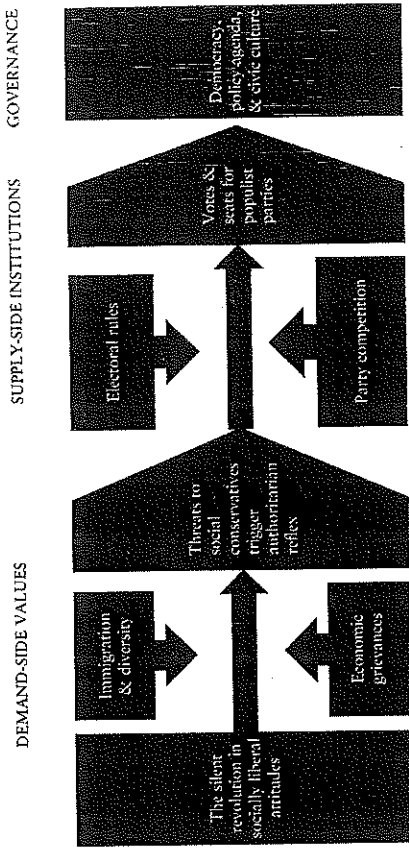 DEMAND-SIDE VALUES
SUPPLY-SIDE INSTITUTIONS
GOVERNANCE
The silent
revolution in
socially liberal
attitudes
Immigration
& diversity
Economic
grievances
Threats to
social
conservatives
trigger
authoritarian
reflex
Electoral rules
Party competition
Votes &
seats for
populist
parties
Democracy,
policy agenda,
& civic culture